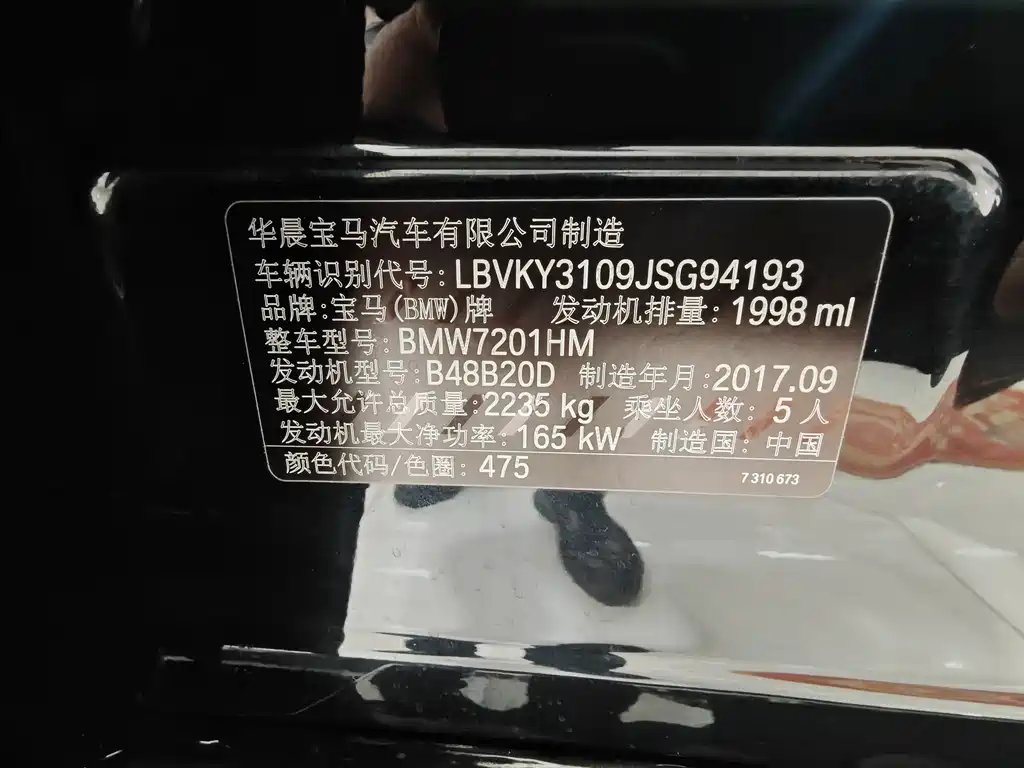 华晨宝马汽车有限公司制造
车辆识别代号:LBVKY3109JSG94193
品牌:宝马(BMW)牌 发动机排量:1998 ml
整车型号:BMW7201HM
发动机型号:B48B20D 制造年月:2017.09
最大允许总质量:2235 kg 乘坐人数: 5 人
发动机最大净功率:165 kW 制造国: 中国
颜色代码/色圈: 475 7 310 673